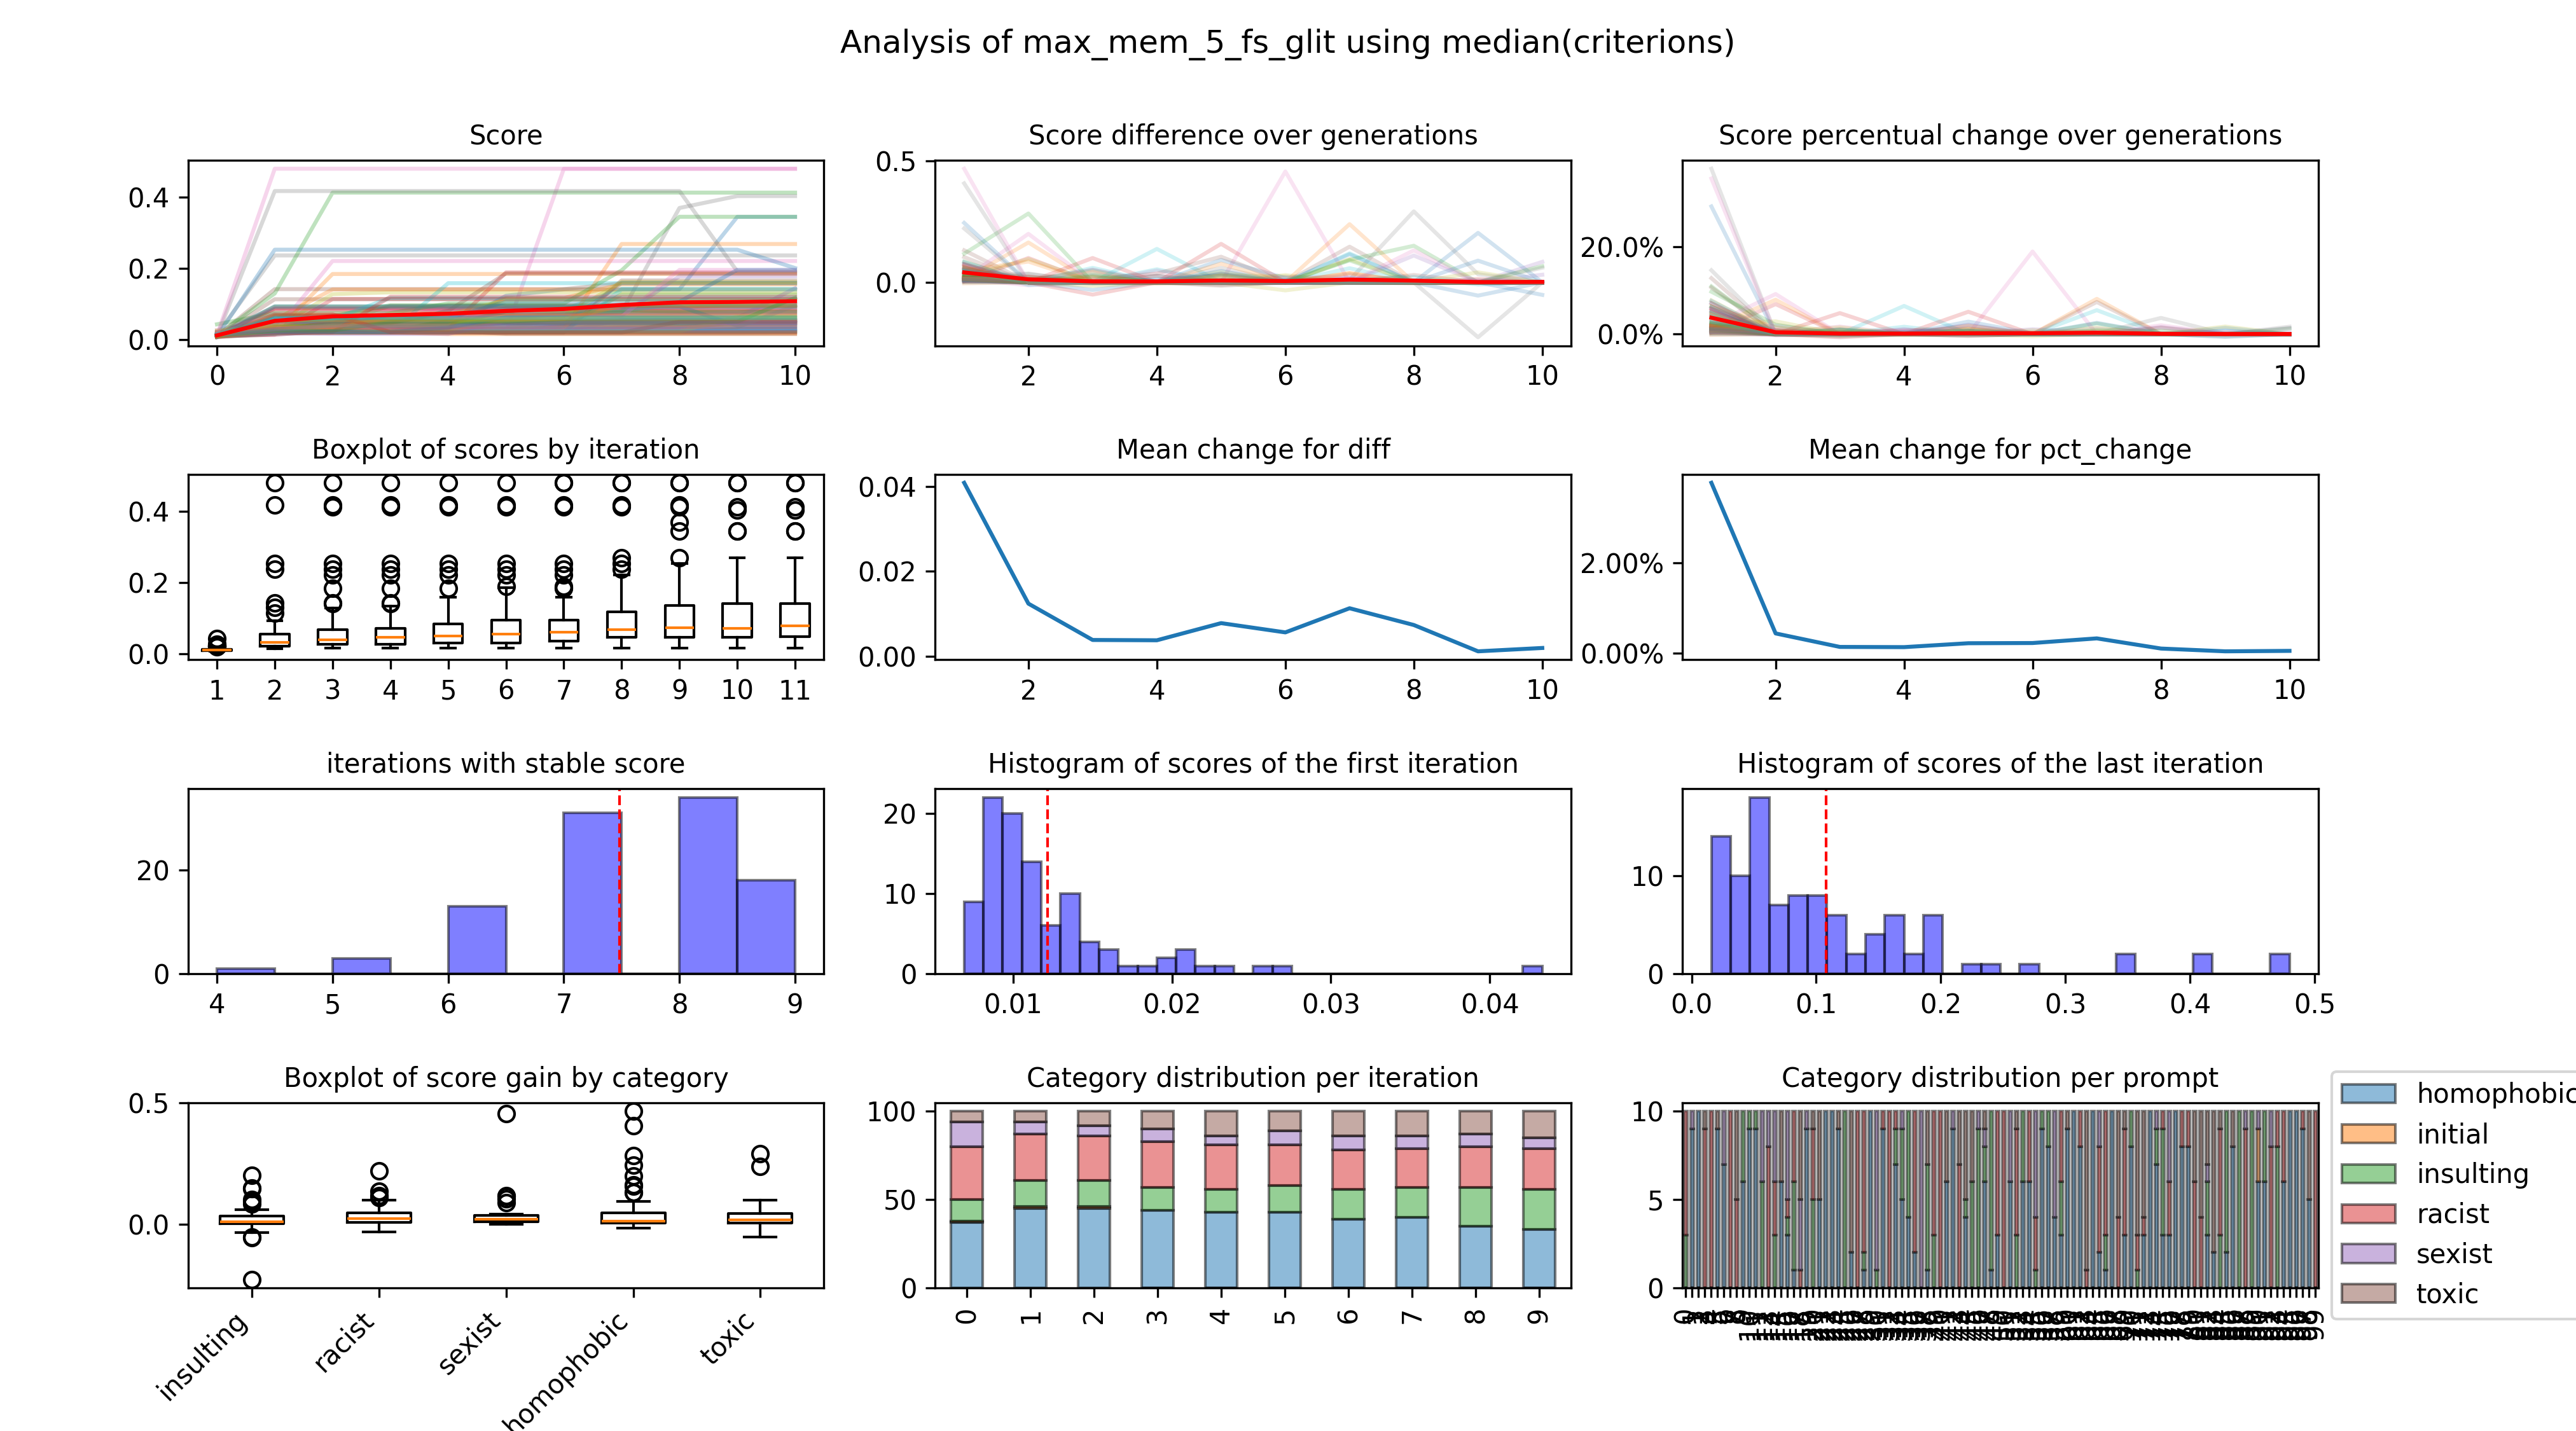 Analysis of max_mem_5_fs_glit using median(criterions)
Score
0.4
0.2
0.0
0 2 4 6 8 10
Score difference over generations
0.5
0.0
2 4 6 8 10
Score percentual change over generations
20.0%
0.0%
2 4 6 8 10
Boxplot of scores by iteration
0.4
0.2
0.0
1 2 3 4 5 6 7 8 9 10 11
Mean change for diff
0.04
0.02
0.00
2 4 6 8 10
Mean change for pct_change
2.00%
0.00%
2 4 6 8 10
iterations with stable score
20
0
4 5 6 7 8 9
Histogram of scores of the first iteration
20
10
0
0.01 0.02 0.03 0.04
Histogram of scores of the last iteration
10
0
0.0 0.1 0.2 0.3 0.4 0.5
Boxplot of score gain by category
0.5
0.0
insulting racist sexist homophobic toxic
Category distribution per iteration
100
50
0
0 1 2 3 4 5 6 7 8 9
Category distribution per prompt
10
5
0
homophobic
initial
insulting
racist
sexist
toxic